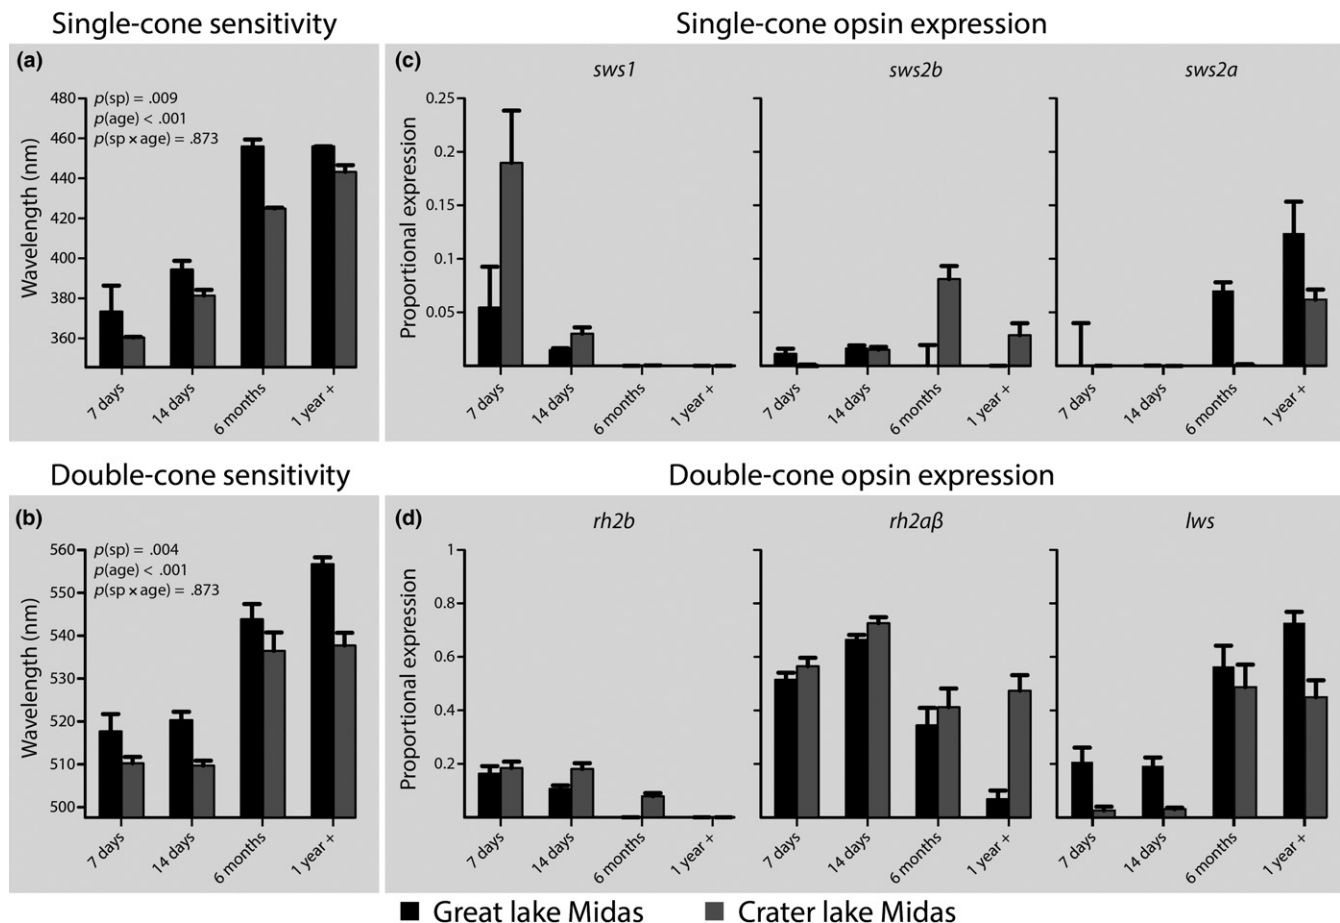 Single-cone sensitivity
Single-cone opsin expression
(a)
p(sp) = .009
p(age) < .001
p(sp × age) = .873
Wavelength (nm)
480
460
440
420
400
380
360
7 days
14 days
6 months
1 year +
(c)
sws1
sws2b
sws2a
Proportional expression
0.25
0.2
0.15
0.1
0.05
7 days
14 days
6 months
1 year +
7 days
14 days
6 months
1 year +
7 days
14 days
6 months
1 year +
Double-cone sensitivity
Double-cone opsin expression
(b)
p(sp) = .004
p(age) < .001
p(sp × age) = .873
Wavelength (nm)
560
550
540
530
520
510
500
7 days
14 days
6 months
1 year +
(d)
rh2b
rh2aβ
lws
Proportional expression
1
0.8
0.6
0.4
0.2
7 days
14 days
6 months
1 year +
7 days
14 days
6 months
1 year +
7 days
14 days
6 months
1 year +
Great lake Midas
Crater lake Midas